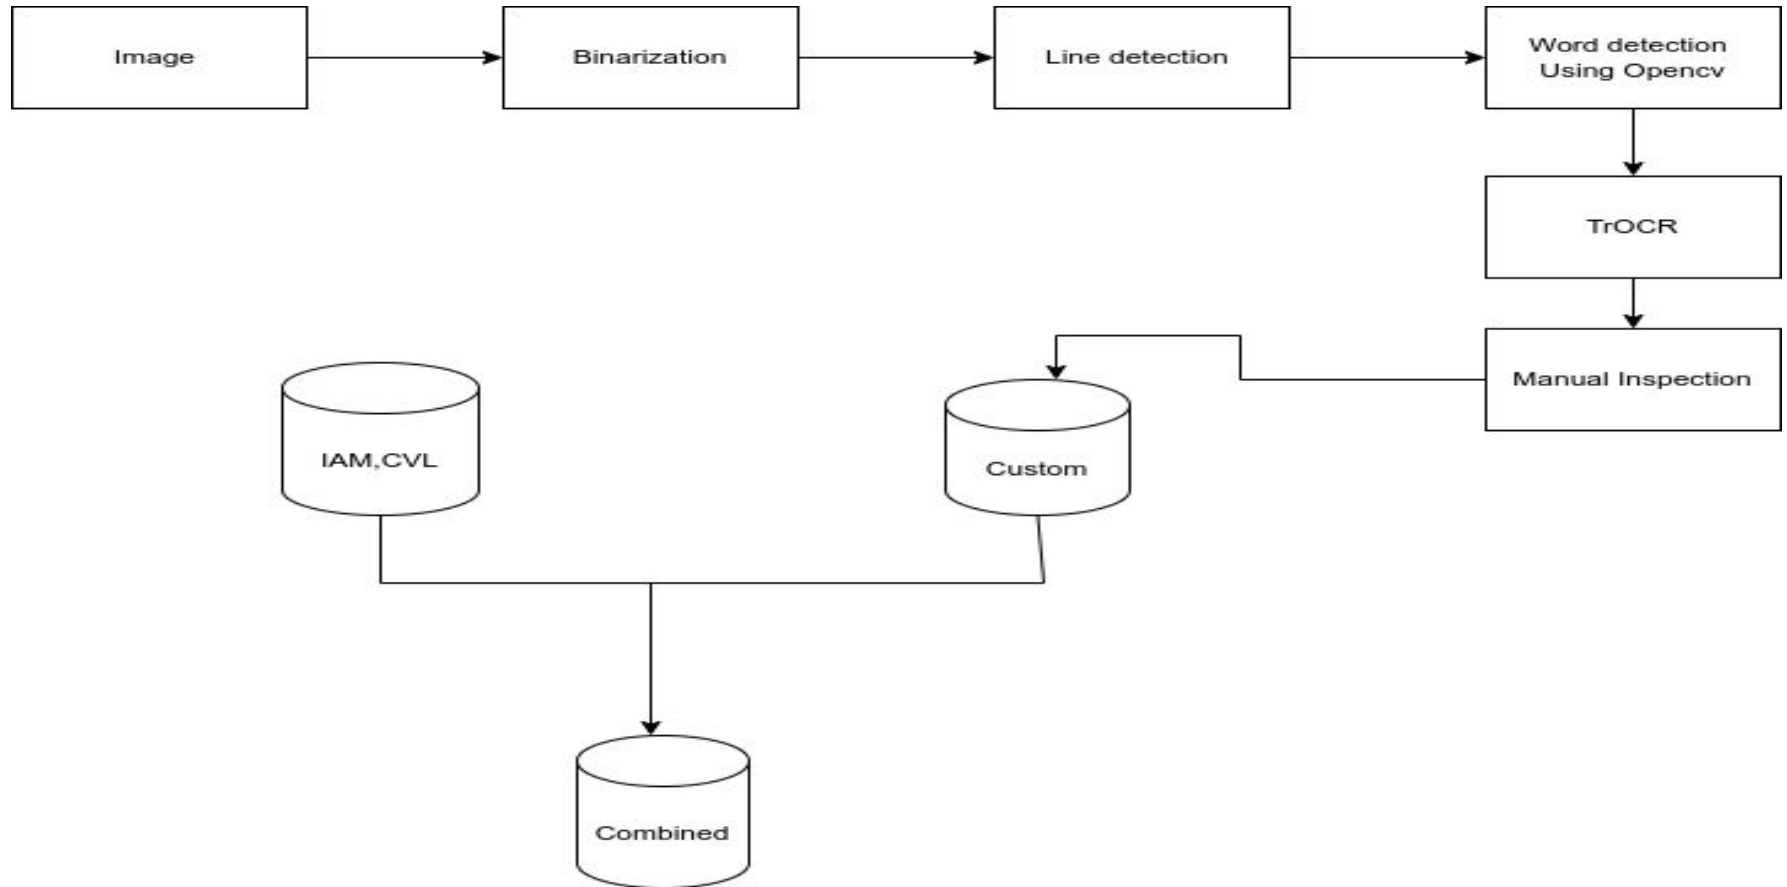 Image
Binarization
Line detection
Word detection
Using Opencv
TrOCR
Manual Inspection
IAM,CVL
Custom
Combined